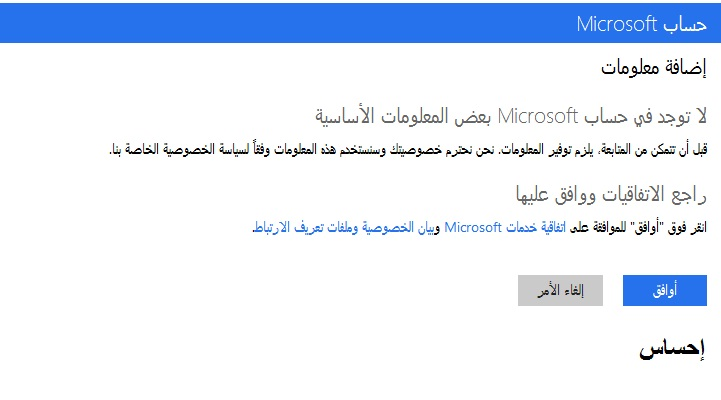 حساب Microsoft
إضافة معلومات
لا توجد في حساب Microsoft بعض المعلومات الأساسية
قبل أن تتمكن من المتابعة، يلزم توفير المعلومات. نحن نحترم خصوصيتك وسنستخدم هذه المعلومات وفقاً لسياسة الخصوصية الخاصة بنا.
راجع الاتفاقيات ووافق عليها
انقر فوق "أوافق" للموافقة على اتفاقية خدمات Microsoft وبيان الخصوصية وملفات تعريف الارتباط.
أوافق إلغاء الأمر
إحساس